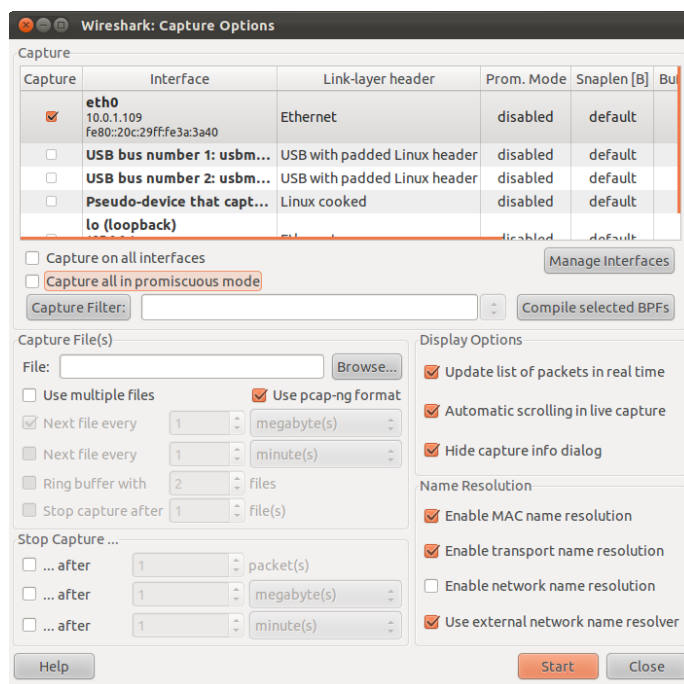 Wireshark: Capture Options
Capture
Capture Interface Link-layer header Prom. Mode Snaplen [B]
eth0
10.0.1.109
fe80::20c:29ff:fe3a:3a40
Ethernet disabled default
USB bus number 1: usbm... USB with padded Linux header disabled default
USB bus number 2: usbm... USB with padded Linux header disabled default
Pseudo-device that capt... Linux cooked disabled default
lo (loopback)
disabled default
Capture on all interfaces
Manage Interfaces
Capture all in promiscuous mode
Capture Filter: Compile selected BPFs
Capture File(s)
File: Browse...
Use multiple files Use pcap-ng format
Next file every 1 megabyte(s)
Next file every 1 minute(s)
Ring buffer with 2 files
Stop capture after 1 file(s)
Stop Capture ...
... after 1 packet(s)
... after 1 megabyte(s)
... after 1 minute(s)
Display Options
Update list of packets in real time
Automatic scrolling in live capture
Hide capture info dialog
Name Resolution
Enable MAC name resolution
Enable transport name resolution
Enable network name resolution
Use external network name resolver
Help Start Close